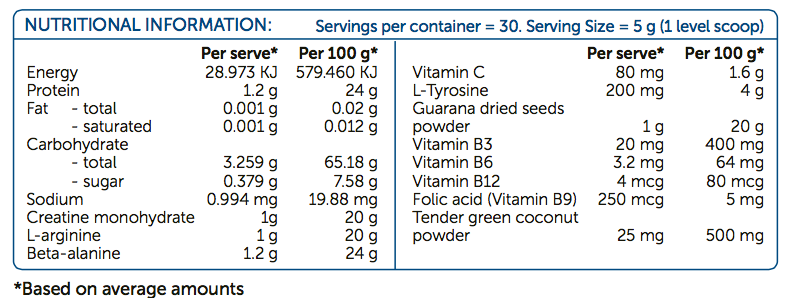 NUTRITIONAL INFORMATION: Servings per container = 30. Serving Size = 5 g (1 level scoop)
Per serve* Per 100 g*
Energy 28.973 KJ 579.460 KJ
Protein 1.2 g 24 g
Fat - total 0.001 g 0.02 g
- saturated 0.001 g 0.012 g
Carbohydrate
- total 3.259 g 65.18 g
- sugar 0.379 g 7.58 g
Sodium 0.994 mg 19.88 mg
Creatine monohydrate 1g 20 g
L-arginine 1 g 20 g
Beta-alanine 1.2 g 24 g
Per serve* Per 100 g*
Vitamin C 80 mg 1.6 g
L-Tyrosine 200 mg 4 g
Guarana dried seeds
powder 1 g 20 g
Vitamin B3 20 mg 400 mg
Vitamin B6 3.2 mg 64 mg
Vitamin B12 4 mcg 80 mcg
Folic acid (Vitamin B9) 250 mcg 5 mg
Tender green coconut
powder 25 mg 500 mg
*Based on average amounts